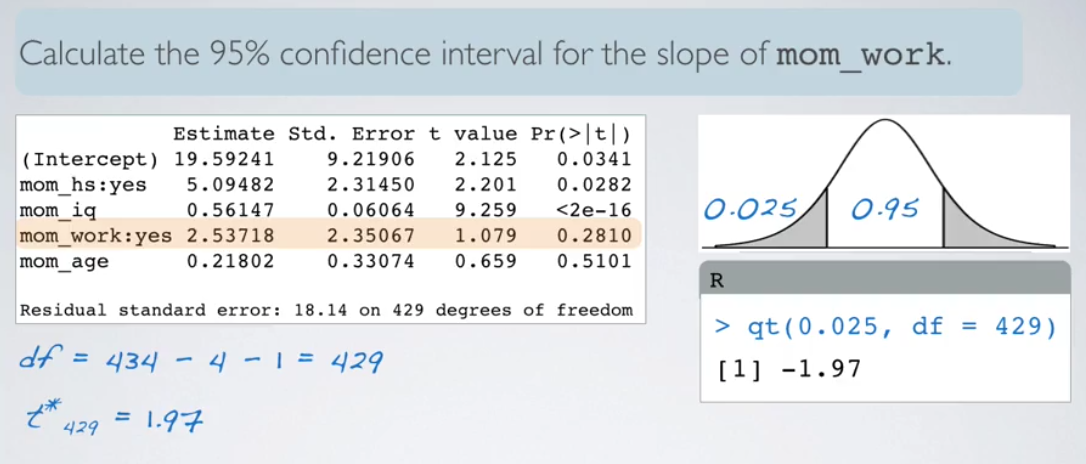 Calculate the 95% confidence interval for the slope of mom_work.
Estimate Std. Error t value Pr(>|t|)
(Intercept) 19.59241 9.21906 2.125 0.0341
mom_hs:yes 5.09482 2.31450 2.201 0.0282
mom_iq 0.56147 0.06064 9.259 <2e-16
mom_work:yes 2.53718 2.35067 1.079 0.2810
mom_age 0.21802 0.33074 0.659 0.5101
Residual standard error: 18.14 on 429 degrees of freedom
df = 434 - 4 - 1 = 429
t*429 = 1.97
0.025 0.95
R
> qt(0.025, df = 429)
[1] -1.97